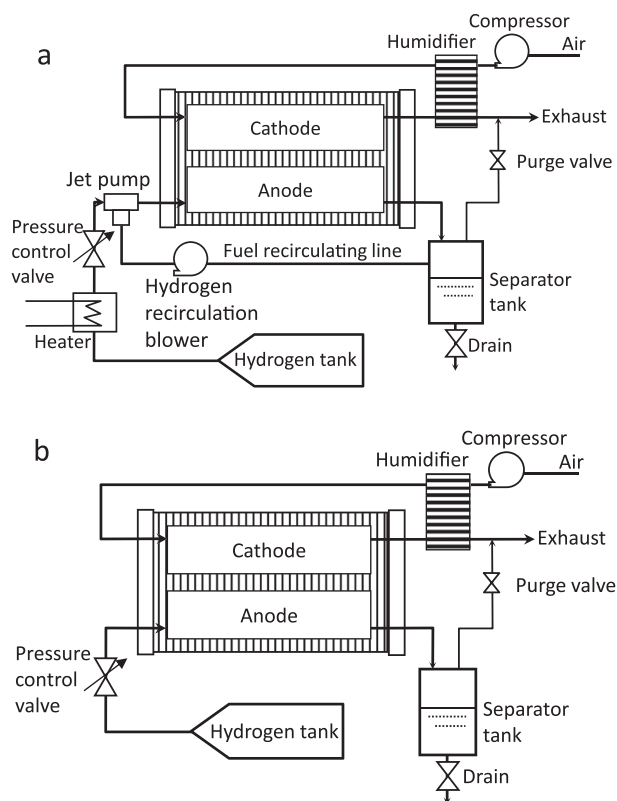 a
Compressor
Humidifier
Air
Exhaust
Cathode
Purge valve
Anode
Jet pump
Pressure
control
valve
Fuel recirculating line
Separator
tank
Hydrogen
recirculation
blower
Heater
Hydrogen tank
Drain
b
Compressor
Humidifier
Air
Exhaust
Cathode
Purge valve
Anode
Pressure
control
valve
Separator
tank
Hydrogen tank
Drain